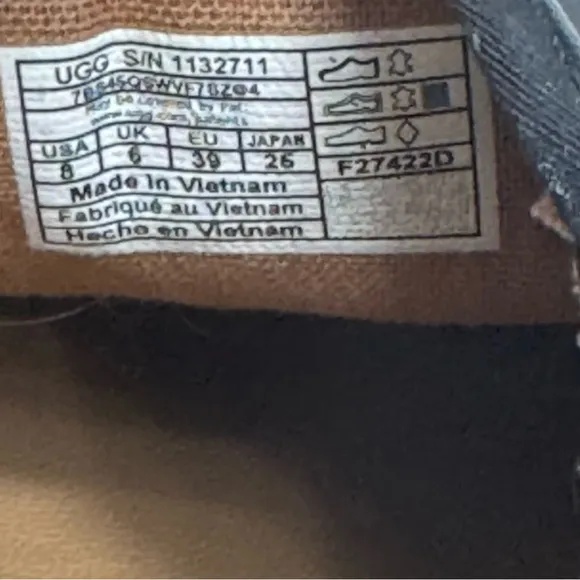 UGG S/N 1132711
May be covered by Pat.
USA UK EU JAPAN
8 6 39 25
F27422D
Made in Vietnam
Fabriqué au Vietnam
Hecho en Vietnam